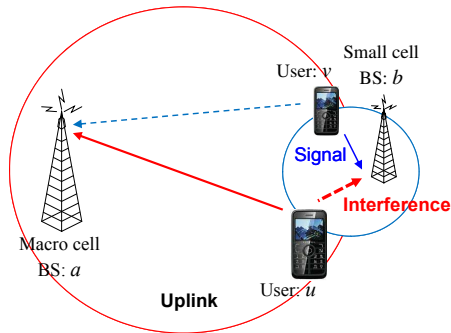 Small cell
BS: b
User: v
Signal
Interference
Macro cell
BS: a
User: u
Uplink